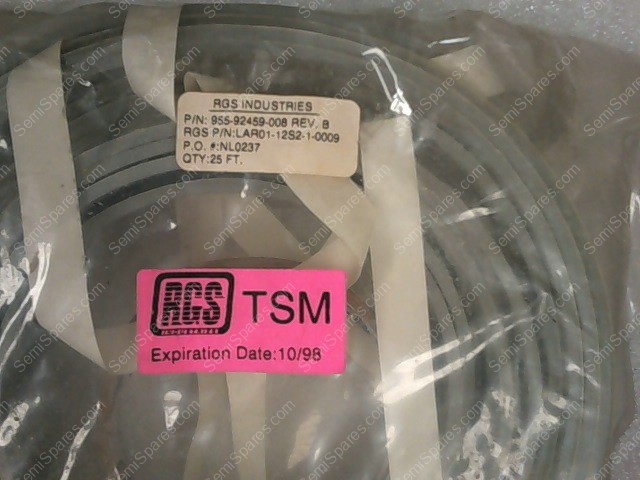 RGS INDUSTRIES
P/N: 955-92459-008 REV. B
RGS P/N:LAR01-12S2-1-0009
P.O. #:NL0237
QTY:25 FT.
RGS TSM
Expiration Date:10/98
SemiSpares.com